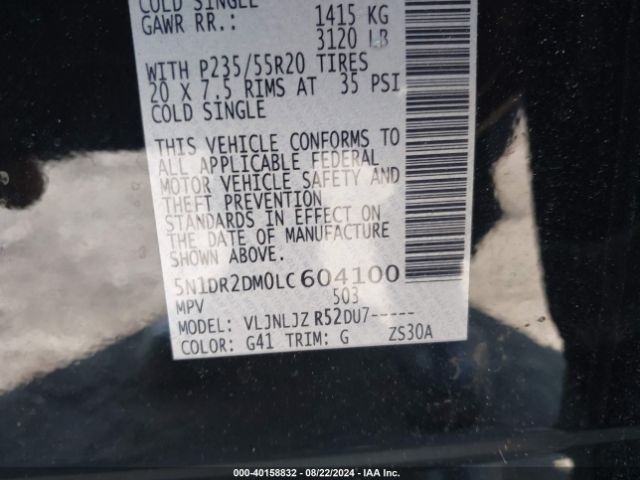 COLD SINGLE
GAWR RR.: 1415 KG
3120 LB
WITH P235/55R20 TIRES
20 X 7.5 RIMS AT 35 PSI
COLD SINGLE
THIS VEHICLE CONFORMS TO
ALL APPLICABLE FEDERAL
MOTOR VEHICLE SAFETY AND
THEFT PREVENTION
STANDARDS IN EFFECT ON
THE DATE OF MANUFACTURE
SHOWN ABOVE.
5N1DR2DM0LC604100
MPV 503
MODEL: VLJNLJZ R52DU7-----
COLOR: G41 TRIM: G ZS30A
000-40158832 - 08/22/2024 - IAA Inc.